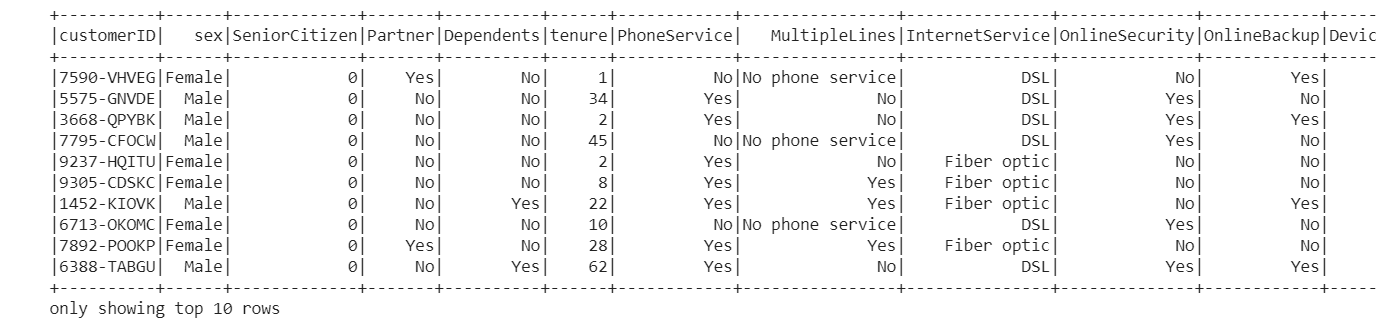 +----------+------+-------------+-------+----------+------+------------+----------------+---------------+--------------+------------+-----
|customerID|   sex|SeniorCitizen|Partner|Dependents|tenure|PhoneService|   MultipleLines|InternetService|OnlineSecurity|OnlineBackup|Devic
+----------+------+-------------+-------+----------+------+------------+----------------+---------------+--------------+------------+-----
|7590-VHVEG|Female|            0|    Yes|        No|     1|          No|No phone service|            DSL|            No|         Yes|
|5575-GNVDE|  Male|            0|     No|        No|    34|         Yes|              No|            DSL|           Yes|          No|
|3668-QPYBK|  Male|            0|     No|        No|     2|         Yes|              No|            DSL|           Yes|         Yes|
|7795-CFOCW|  Male|            0|     No|        No|    45|          No|No phone service|            DSL|           Yes|          No|
|9237-HQITU|Female|            0|     No|        No|     2|         Yes|              No|    Fiber optic|            No|          No|
|9305-CDSKC|Female|            0|     No|        No|     8|         Yes|             Yes|    Fiber optic|            No|          No|
|1452-KIOVK|  Male|            0|     No|       Yes|    22|         Yes|             Yes|    Fiber optic|            No|         Yes|
|6713-OKOMC|Female|            0|     No|        No|    10|          No|No phone service|            DSL|           Yes|          No|
|7892-POOKP|Female|            0|    Yes|        No|    28|         Yes|             Yes|    Fiber optic|            No|          No|
|6388-TABGU|  Male|            0|     No|       Yes|    62|         Yes|              No|            DSL|           Yes|         Yes|
+----------+------+-------------+-------+----------+------+------------+----------------+---------------+--------------+------------+-----
only showing top 10 rows